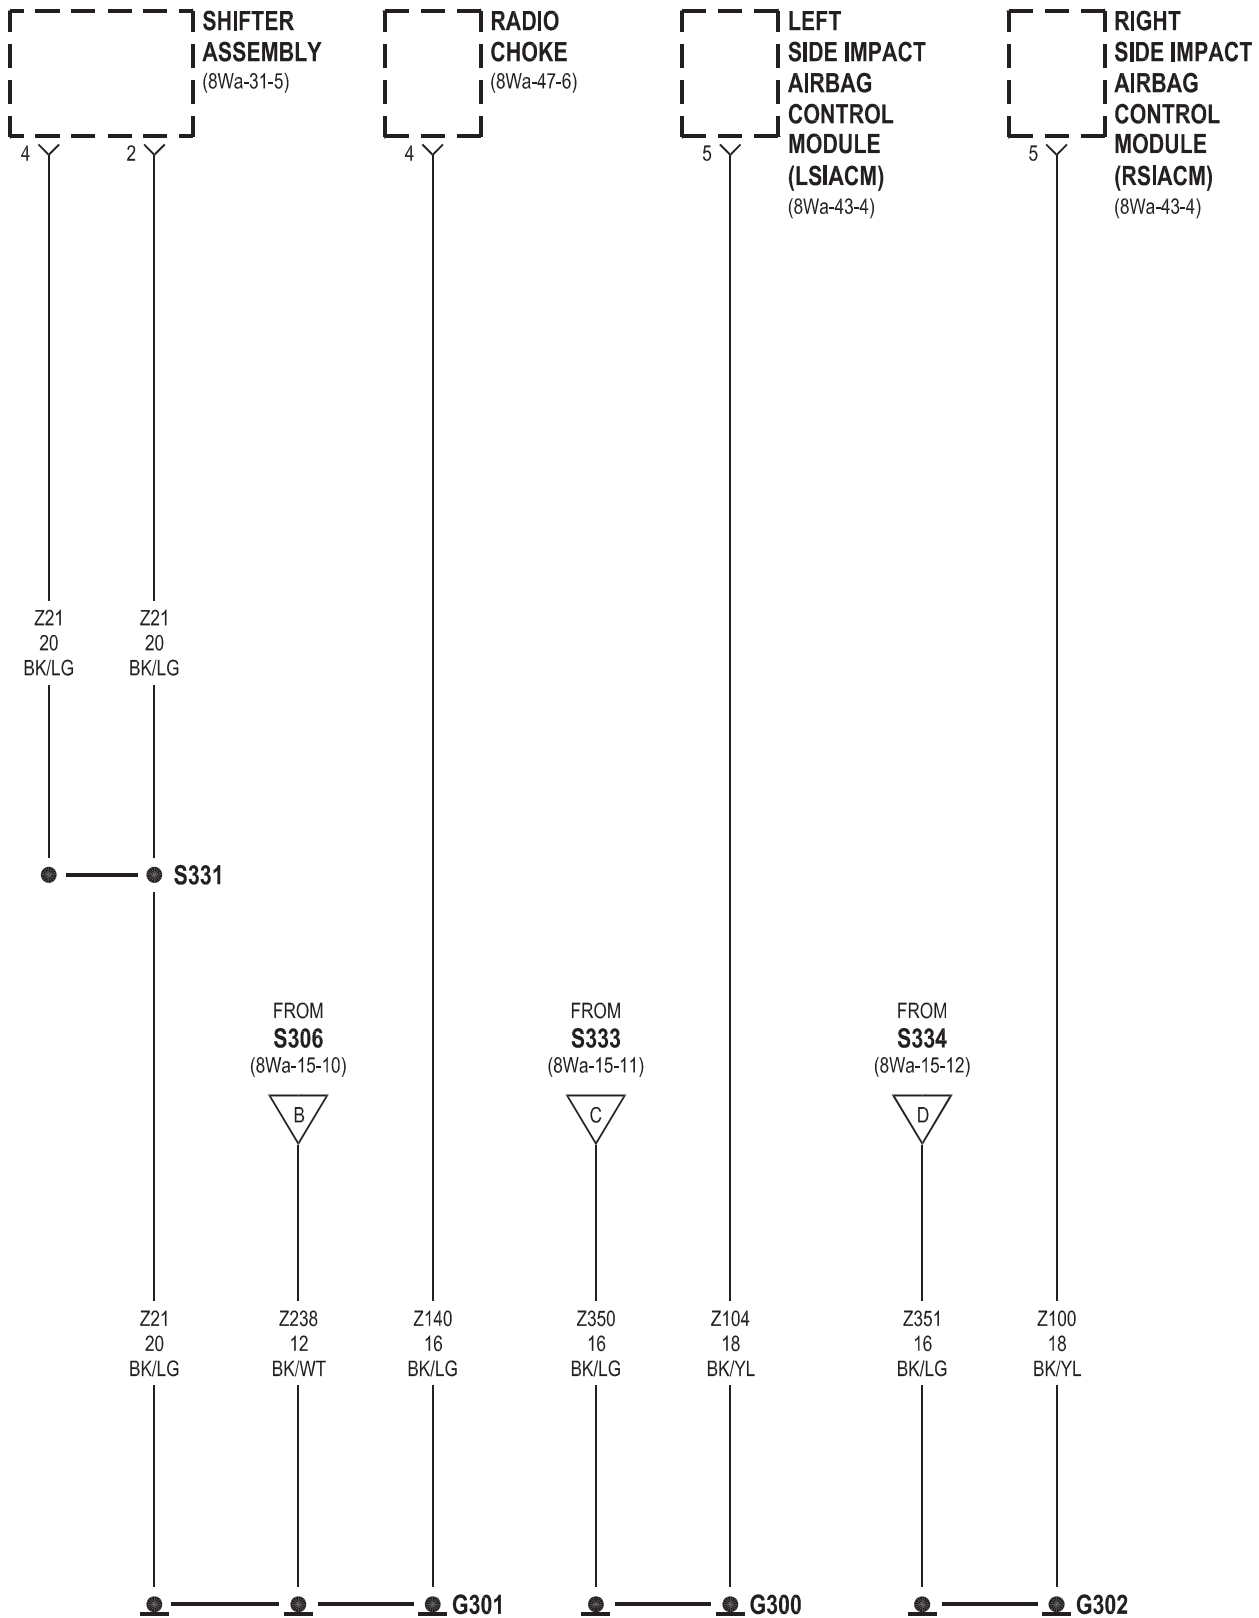 SHIFTER
ASSEMBLY
(8Wa-31-5)
RADIO
CHOKE
(8Wa-47-6)
LEFT
SIDE IMPACT
AIRBAG
CONTROL
MODULE
(LSIACM)
(8Wa-43-4)
RIGHT
SIDE IMPACT
AIRBAG
CONTROL
MODULE
(RSIACM)
(8Wa-43-4)
4
2
4
5
5
Z21
20
BK/LG
Z21
20
BK/LG
S331
FROM
S306
(8Wa-15-10)
B
FROM
S333
(8Wa-15-11)
C
FROM
S334
(8Wa-15-12)
D
Z21
20
BK/LG
Z238
12
BK/WT
Z140
16
BK/LG
Z350
16
BK/LG
Z104
18
BK/YL
Z351
16
BK/LG
Z100
18
BK/YL
G301
G300
G302